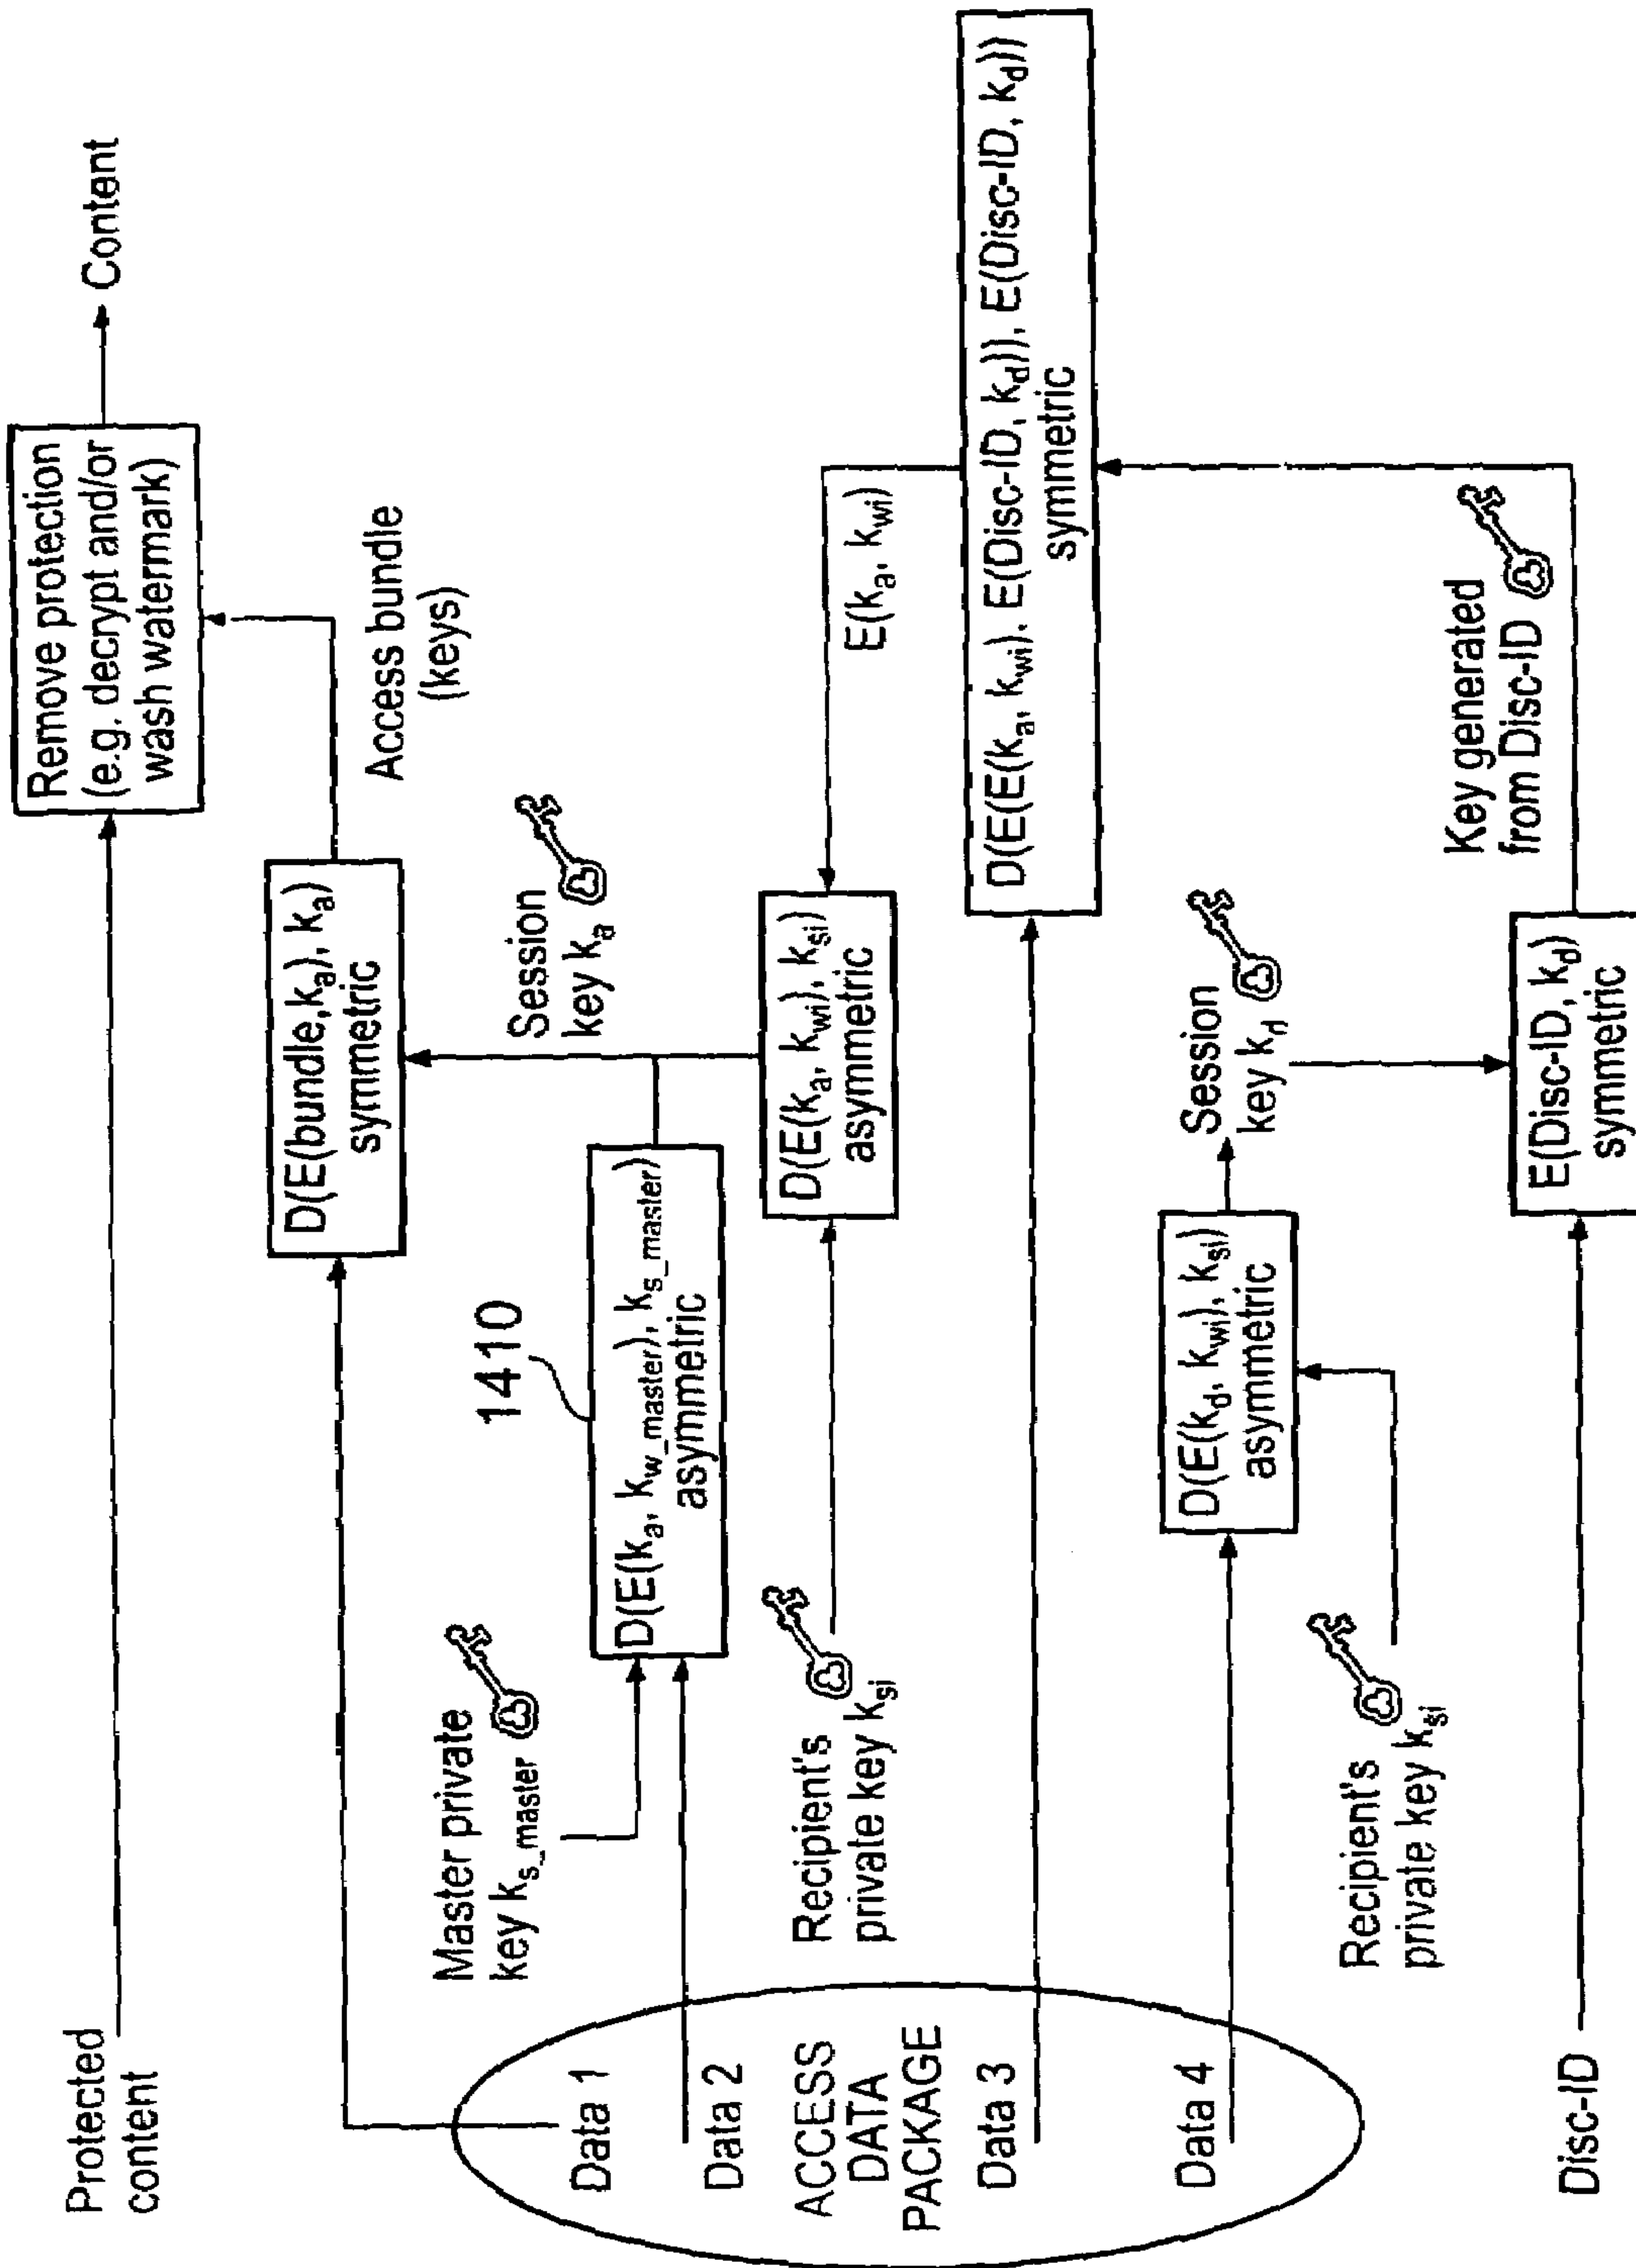 Protected
content
Remove protection
(e.g. decrypt and/or
wash watermark)
Content
Access bundle
(keys)
D(E(bundle,kₐ), kₐ)
symmetric
Session
key kₐ
1410
Master private
key k_s_master
D(E(kₐ, k_w_master), k_s_master)
asymmetric
D(E(kₐ, k_wi), k_si)
asymmetric
Recipient's
private key k_si
E(kₐ, k_wi)
Data 1
Data 2
ACCESS
DATA
PACKAGE
Data 3
Data 4
D(E(E(kₐ, k_wi), E(Disc-ID, k_d)), E(Disc-ID, k_d))
symmetric
Session
key k_d
D(E(k_d, k_wi), k_si)
asymmetric
Recipient's
private key k_si
Key generated
from Disc-ID
Disc-ID
E(Disc-ID, k_d)
symmetric